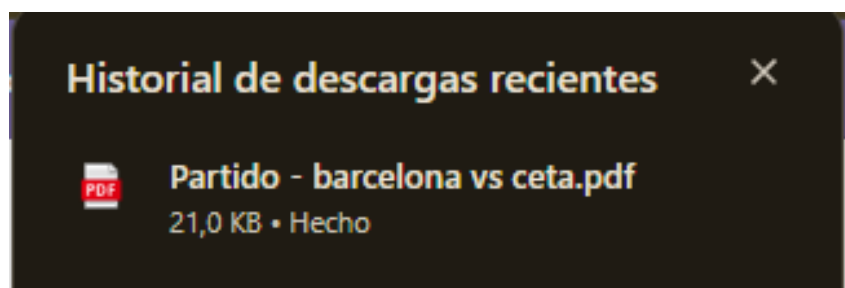 Historial de descargas recientes
PDF
Partido - barcelona vs ceta.pdf
21,0 KB • Hecho